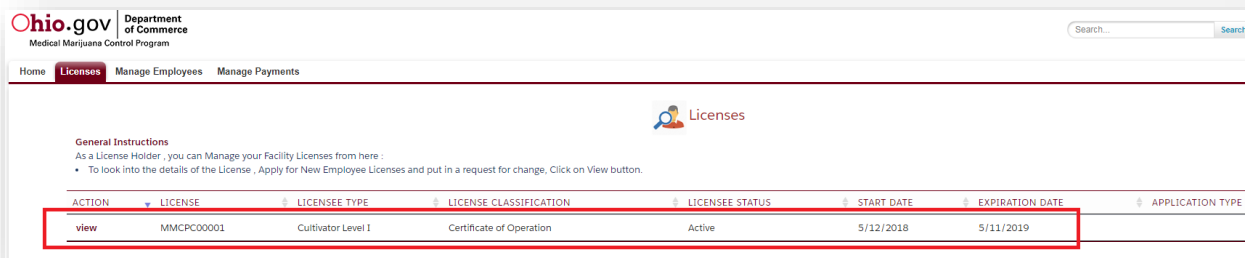 Ohio.gov Department of Commerce
Medical Marijuana Control Program
Search... Search
Home Licenses Manage Employees Manage Payments
Licenses
General Instructions
As a License Holder , you can Manage your Facility Licenses from here :
• To look into the details of the License , Apply for New Employee Licenses and put in a request for change, Click on View button.
ACTION LICENSE LICENSEE TYPE LICENSE CLASSIFICATION LICENSEE STATUS START DATE EXPIRATION DATE APPLICATION TYPE
view MMCPC00001 Cultivator Level I Certificate of Operation Active 5/12/2018 5/11/2019